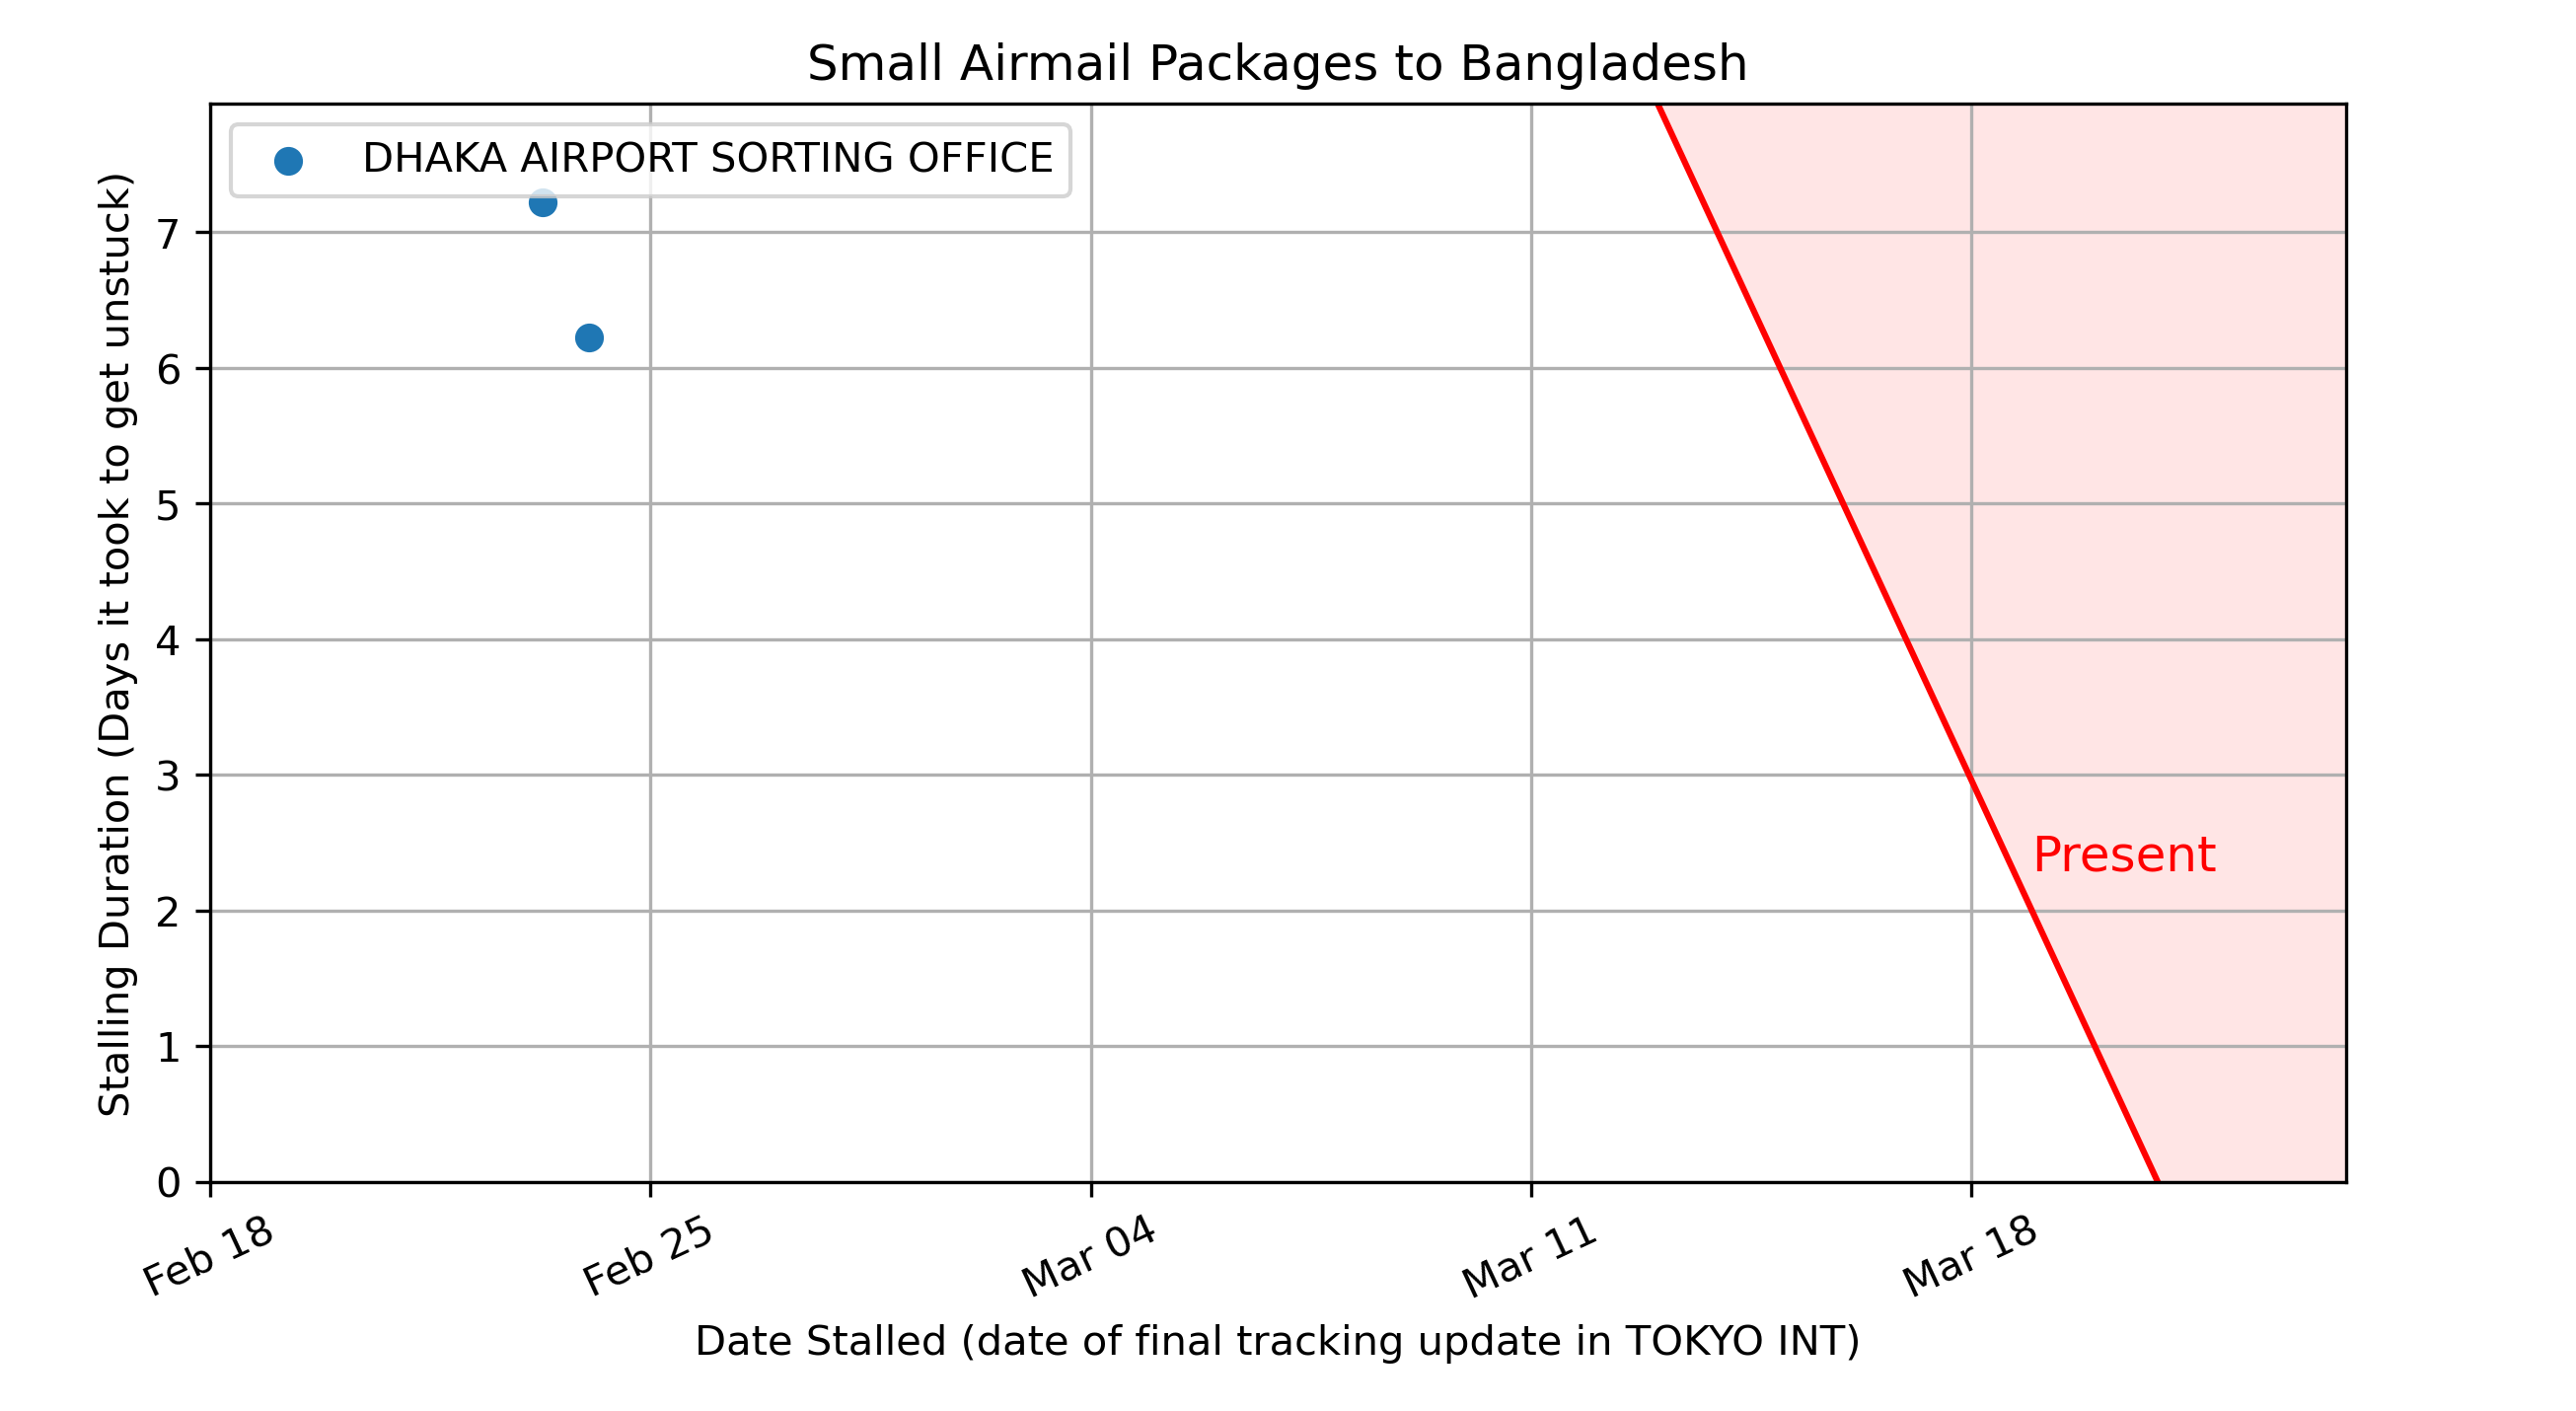 Small Airmail Packages to Bangladesh
DHAKA AIRPORT SORTING OFFICE
Stalling Duration (Days it took to get unstuck)
7
6
5
4
3
2
1
0
Present
Feb 18
Feb 25
Mar 04
Mar 11
Mar 18
Date Stalled (date of final tracking update in TOKYO INT)